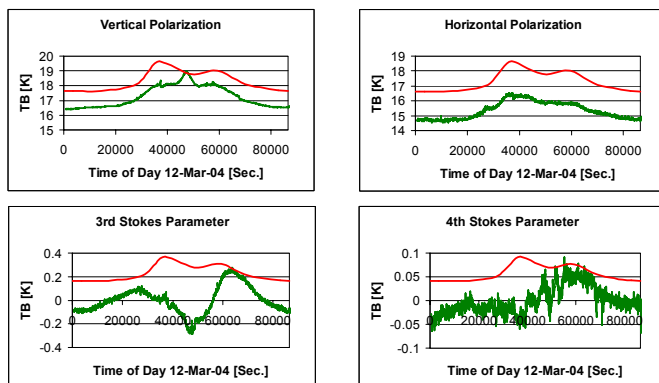 Vertical Polarization
20
19
18
17
16
15
TB [K]
0 20000 40000 60000 80000
Time of Day 12-Mar-04 [Sec.]
Horizontal Polarization
19
18
17
16
15
14
TB [K]
0 20000 40000 60000 80000
Time of Day 12-Mar-04 [Sec.]
3rd Stokes Parameter
0.4
0.2
0
-0.2
-0.4
TB [K]
0 20000 40000 60000 80000
Time of Day 12-Mar-04 [Sec.]
4th Stokes Parameter
0.1
0.05
0
-0.05
-0.1
TB [K]
0 20000 40000 60000 80000
Time of Day 12-Mar-04 [Sec.]